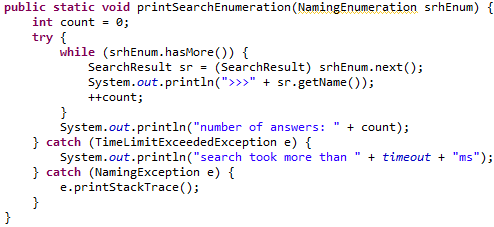 public static void printSearchEnumeration(NamingEnumeration srhEnum) {
    int count = 0;
    try {
        while (srhEnum.hasMore()) {
            SearchResult sr = (SearchResult) srhEnum.next();
            System.out.println(">>>" + sr.getName());
            ++count;
        }
        System.out.println("number of answers: " + count);
    } catch (TimeLimitExceededException e) {
        System.out.println("search took more than " + timeout + "ms");
    } catch (NamingException e) {
        e.printStackTrace();
    }
}